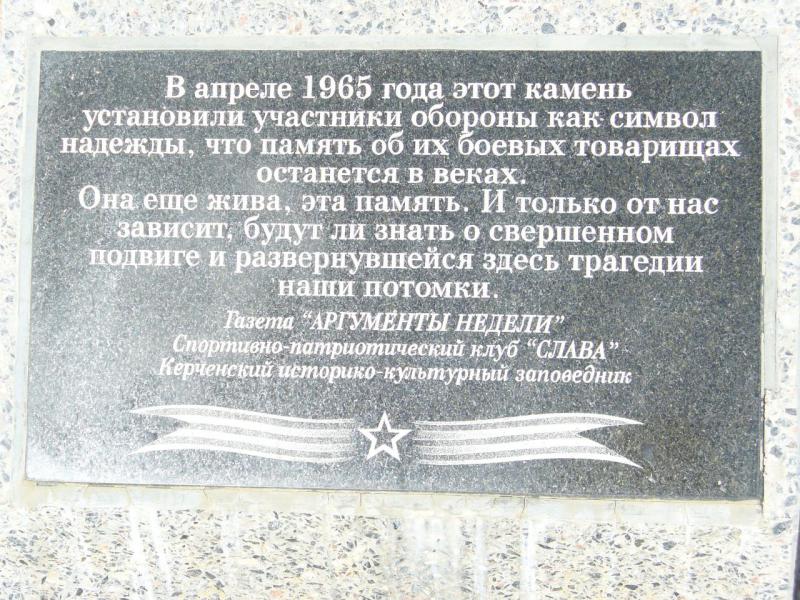 В апреле 1965 года этот камень
установили участники обороны как символ
надежды, что память об их боевых товарищах
останется в веках.
Она еще жива, эта память. И только от нас
зависит, будут ли знать о свершенном
подвиге и развернувшейся здесь трагедии
наши потомки.
Газета "АРГУМЕНТЫ НЕДЕЛИ"
Спортивно-патриотический клуб "СЛАВА"
Керченский историко-культурный заповедник